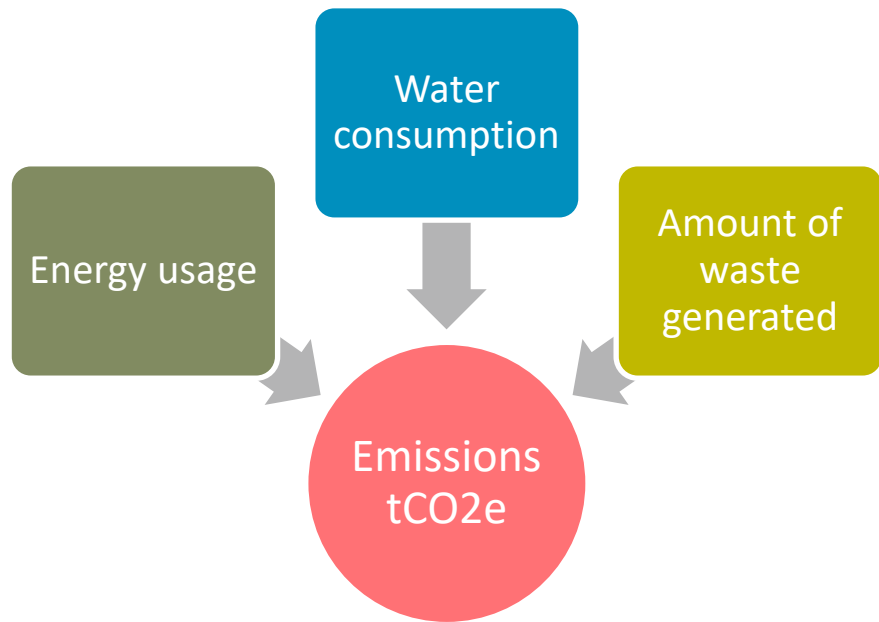 Water
consumption
Energy usage
Amount of
waste
generated
Emissions
tCO2e